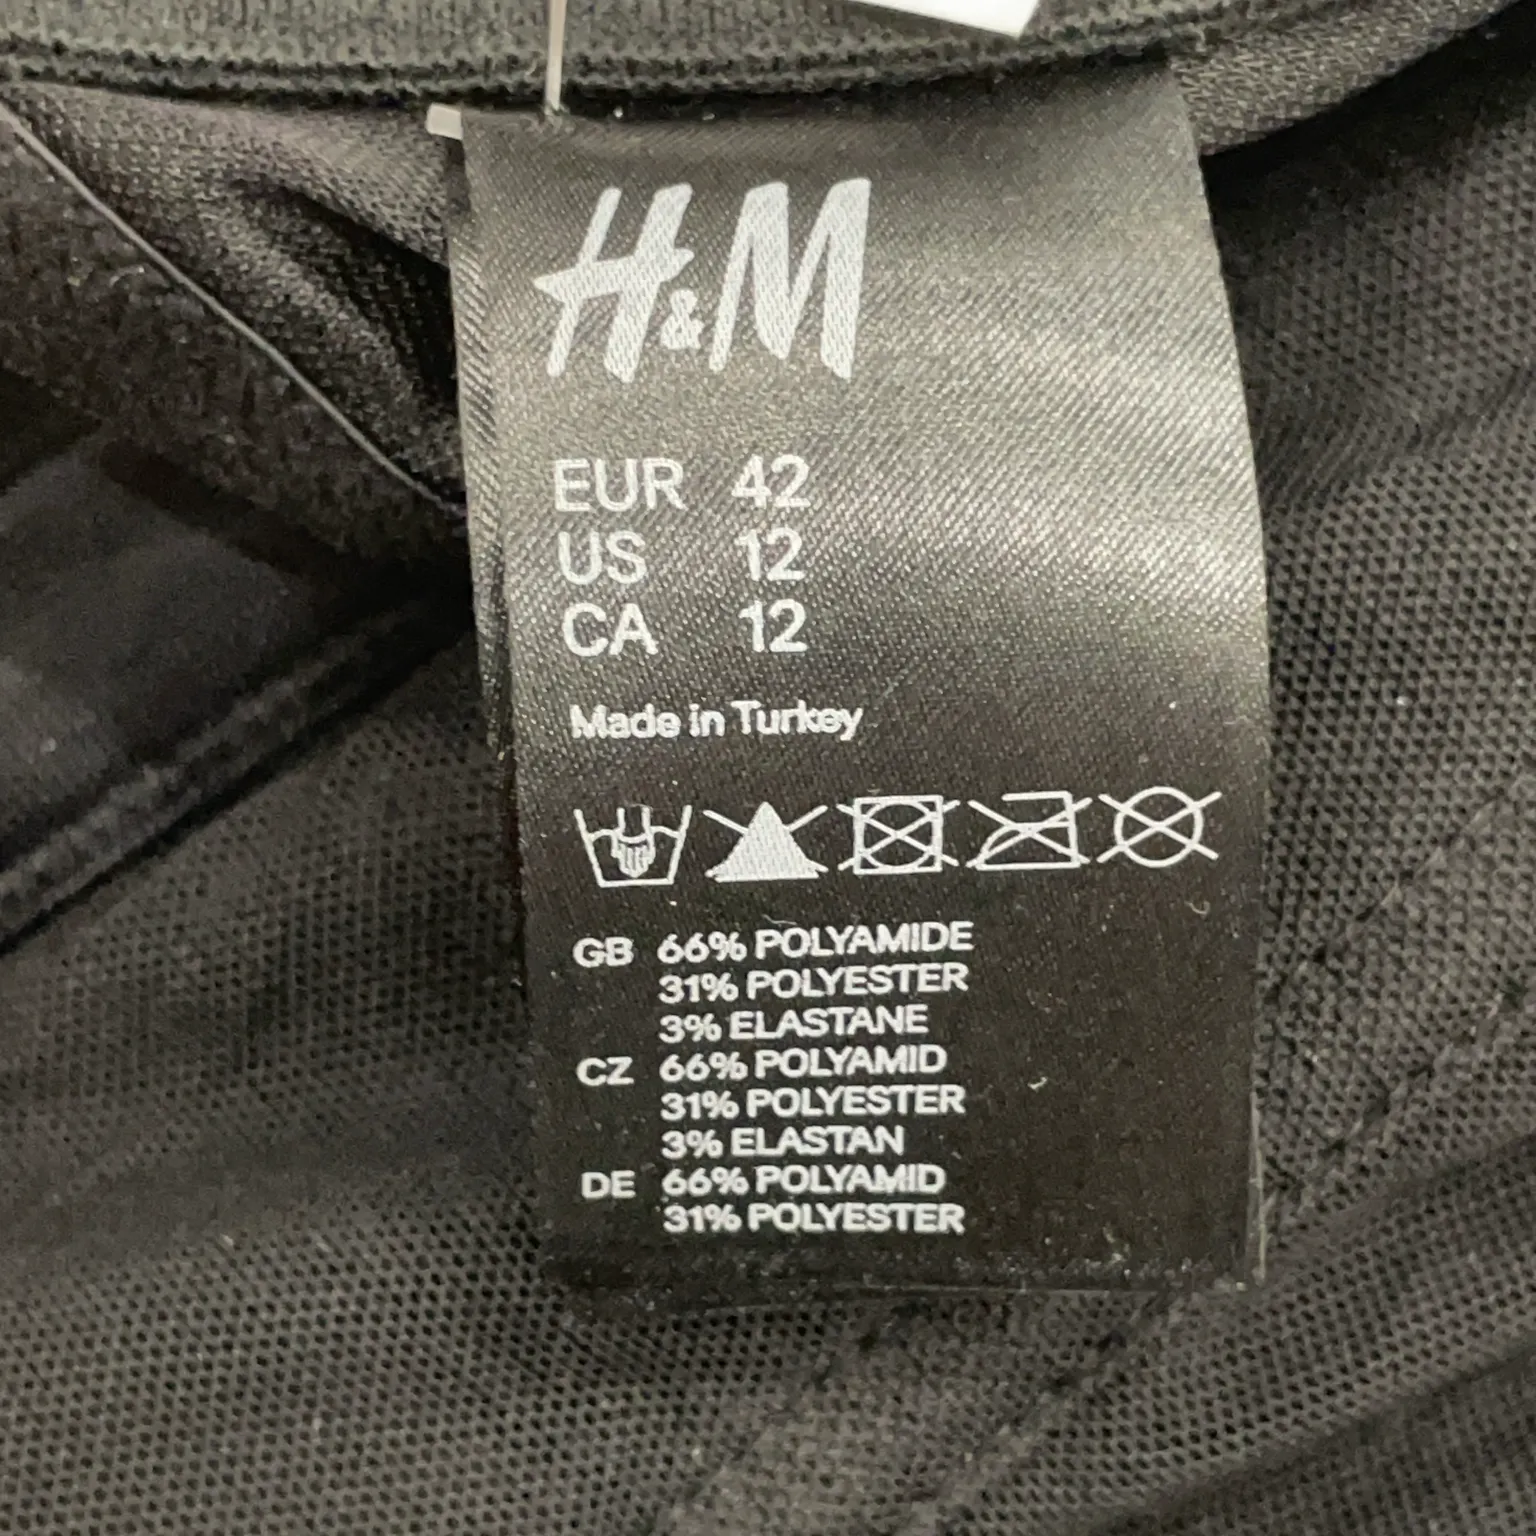 H&M
EUR 42
US 12
CA 12
Made in Turkey
GB 66% POLYAMIDE
31% POLYESTER
3% ELASTANE
CZ 66% POLYAMID
31% POLYESTER
3% ELASTAN
DE 66% POLYAMID
31% POLYESTER